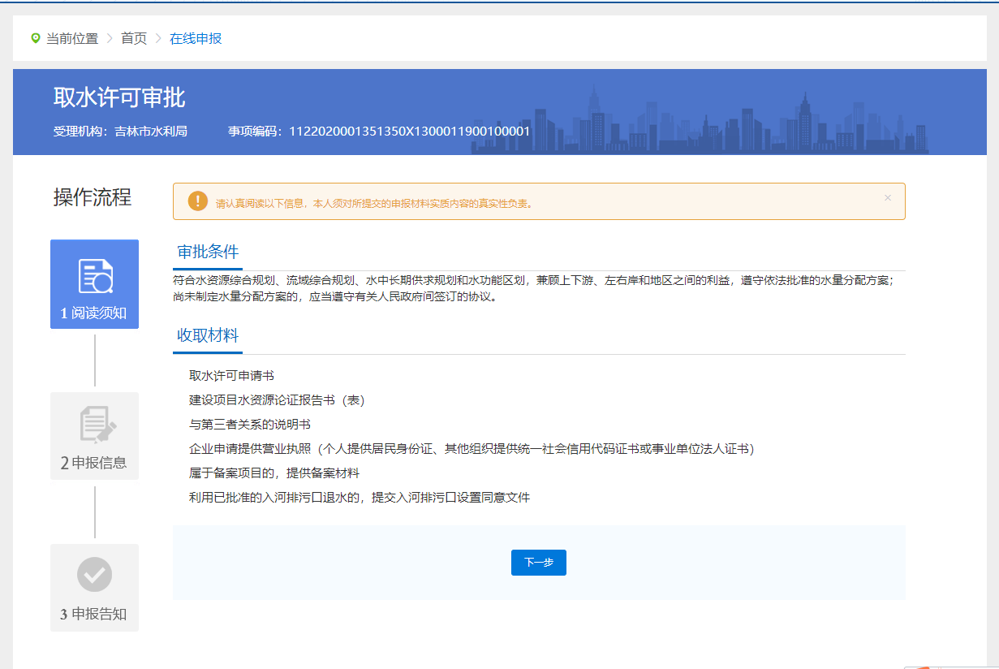 当前位置 > 首页 > 在线申报
取水许可审批
受理机构：吉林市水利局 事项编码：1122020001351350X1300011900100001
操作流程
请认真阅读以下信息，本人须对所提交的申报材料实质内容的真实性负责。
×
审批条件
符合水资源综合规划、流域综合规划、水中长期供求规划和水功能区划，兼顾上下游、左右岸和地区之间的利益，遵守依法批准的水量分配方案；
尚未制定水量分配方案的，应当遵守有关人民政府间签订的协议。
1 阅读须知
收取材料
取水许可申请书
建设项目水资源论证报告书（表）
与第三者关系的说明书
企业申请提供营业执照（个人提供居民身份证、其他组织提供统一社会信用代码证书或事业单位法人证书）
2 申报信息
属于备案项目的，提供备案材料
利用已批准的入河排污口退水的，提交入河排污口设置同意文件
下一步
3 申报告知